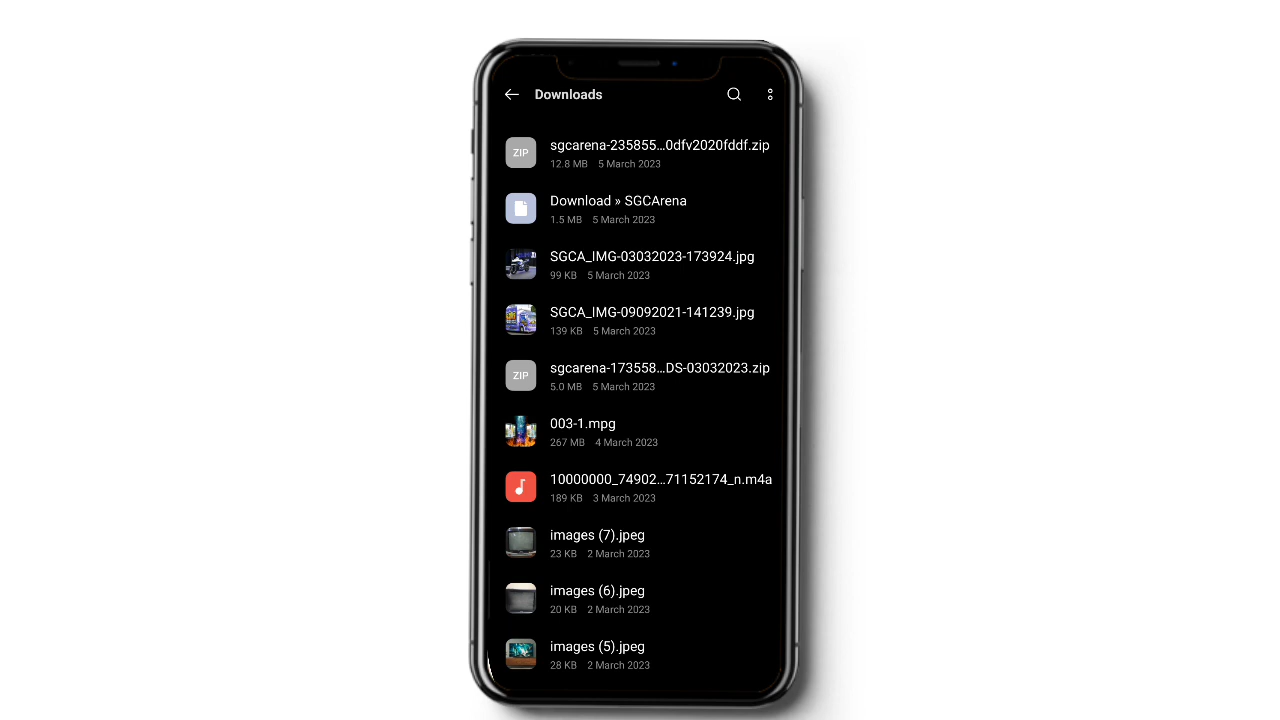 Downloads
ZIP
sgcarena-235855...0dfv2020fddf.zip
12.8 MB 5 March 2023
Download » SGCArena
1.5 MB 5 March 2023
SGCA_IMG-03032023-173924.jpg
99 KB 5 March 2023
SGCA_IMG-09092021-141239.jpg
139 KB 5 March 2023
ZIP
sgcarena-173558...DS-03032023.zip
5.0 MB 5 March 2023
003-1.mpg
267 MB 4 March 2023
10000000_74902...71152174_n.m4a
189 KB 3 March 2023
images (7).jpeg
23 KB 2 March 2023
images (6).jpeg
20 KB 2 March 2023
images (5).jpeg
28 KB 2 March 2023